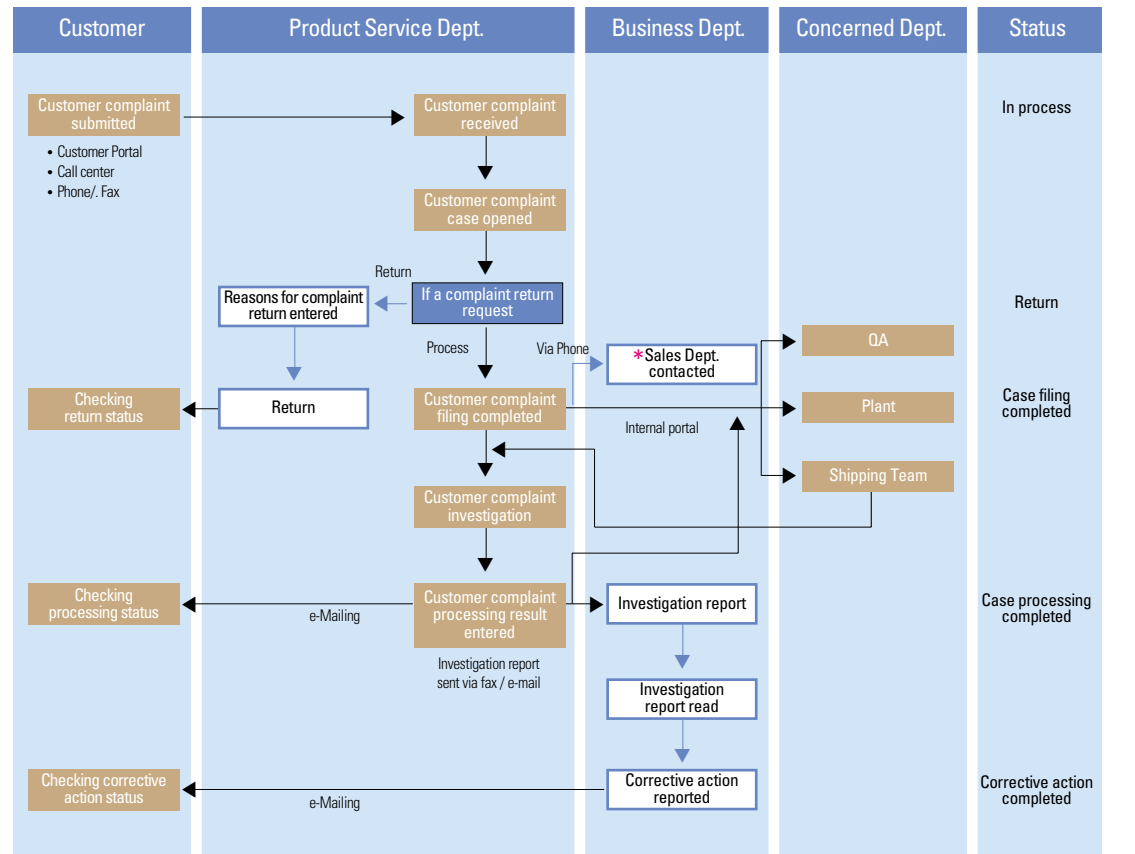 Customer
Product Service Dept.
Business Dept.
Concerned Dept.
Status
Customer complaint
submitted
• Customer Portal
• Call center
• Phone/. Fax
Customer complaint
received
In process
Customer complaint
case opened
Return
If a complaint return
request
Reasons for complaint
return entered
Return
Process
Via Phone
*Sales Dept.
contacted
QA
Checking
return status
Return
Customer complaint
filing completed
Internal portal
Plant
Case filing
completed
Shipping Team
Customer complaint
investigation
Checking
processing status
e-Mailing
Customer complaint
processing result
entered
Investigation report
sent via fax / e-mail
Investigation report
Case processing
completed
Investigation
report read
Checking corrective
action status
e-Mailing
Corrective action
reported
Corrective action
completed